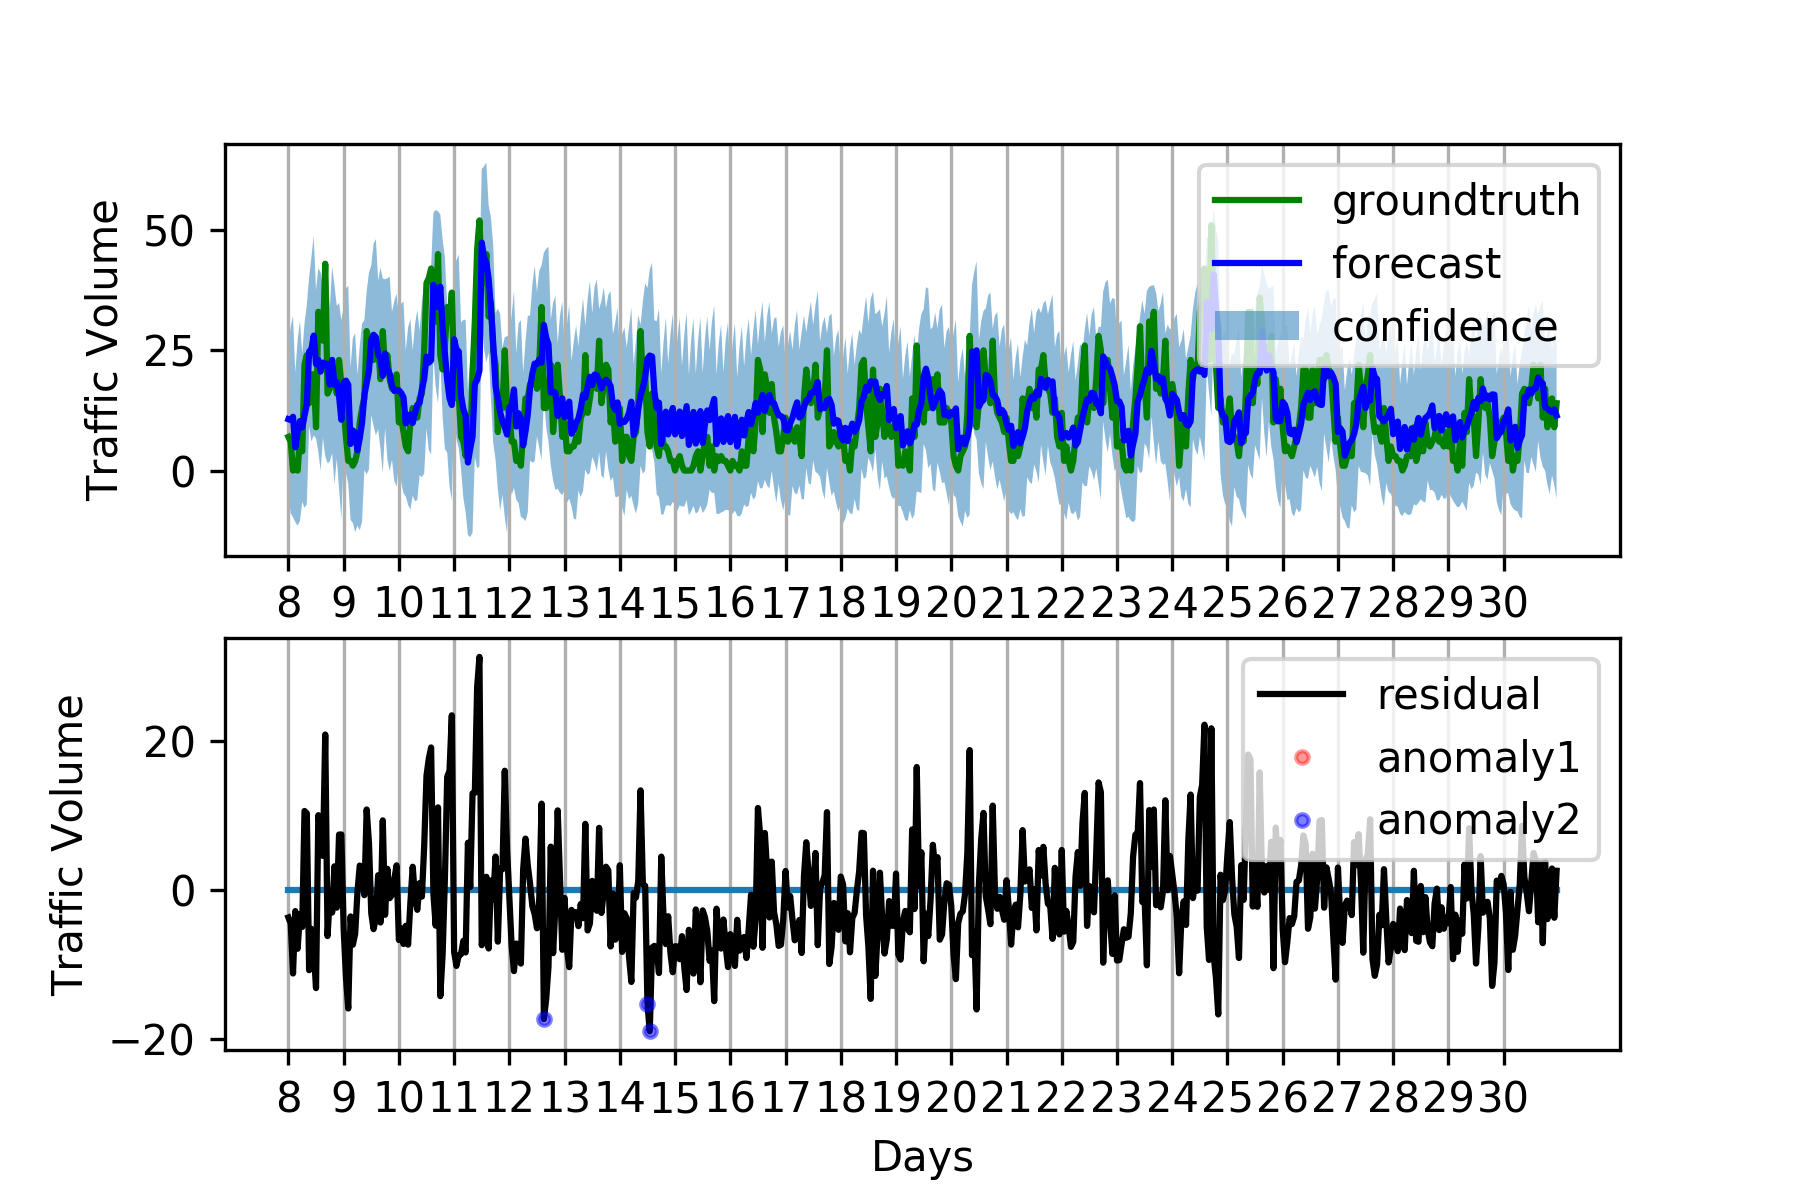 Traffic Volume
50
25
0
groundtruth
forecast
confidence
8 9 10 11 12 13 14 15 16 17 18 19 20 21 22 23 24 25 26 27 28 29 30
Traffic Volume
20
0
−20
residual
anomaly1
anomaly2
8 9 10 11 12 13 14 15 16 17 18 19 20 21 22 23 24 25 26 27 28 29 30
Days